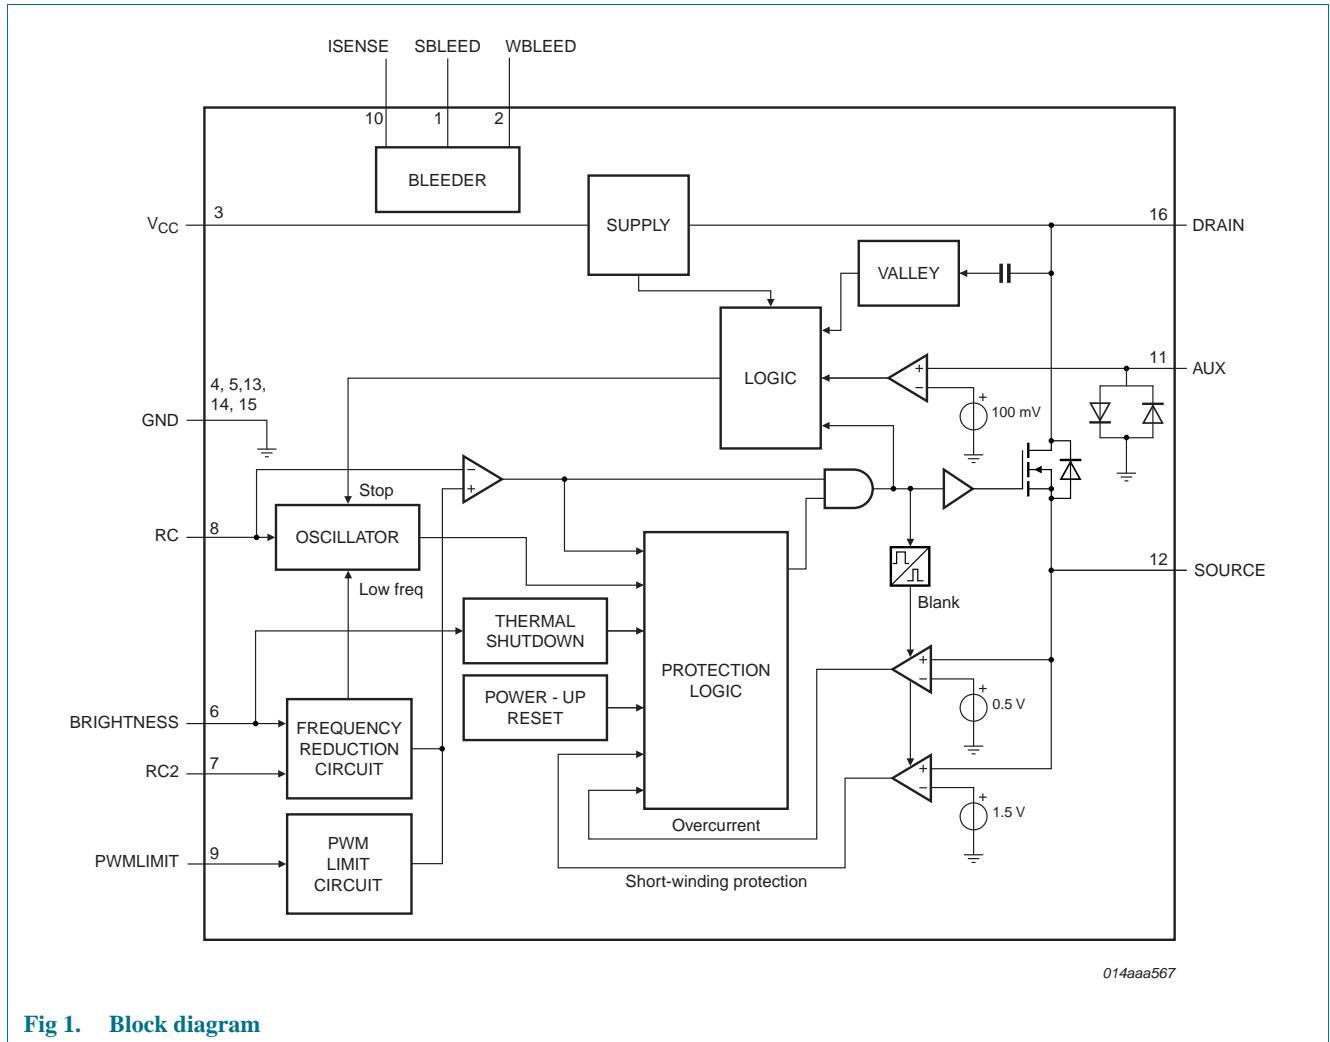 ISENSE SBLEED WBLEED
10 1 2
BLEEDER
VCC 3
SUPPLY
16 DRAIN
VALLEY
LOGIC
+
−
100 mV
11 AUX
4, 5,13,
14, 15
GND
−
+
Stop
RC 8
OSCILLATOR
Low freq
12 SOURCE
Blank
THERMAL
SHUTDOWN
POWER - UP
RESET
PROTECTION
LOGIC
+
−
+
0.5 V
BRIGHTNESS 6
RC2 7
FREQUENCY
REDUCTION
CIRCUIT
+
−
+
1.5 V
Overcurrent
PWMLIMIT 9
PWM
LIMIT
CIRCUIT
Short-winding protection
014aaa567
Fig 1. Block diagram